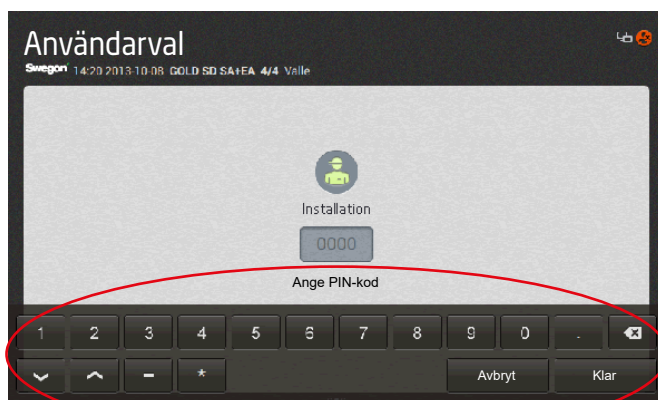 Användarval
Swegon 14:20 2013-10-08 GOLD SD SA+EA 4/4 Valle
Installation
0000
Ange PIN-kod
1 2 3 4 5 6 7 8 9 0 .
- * Avbryt Klar